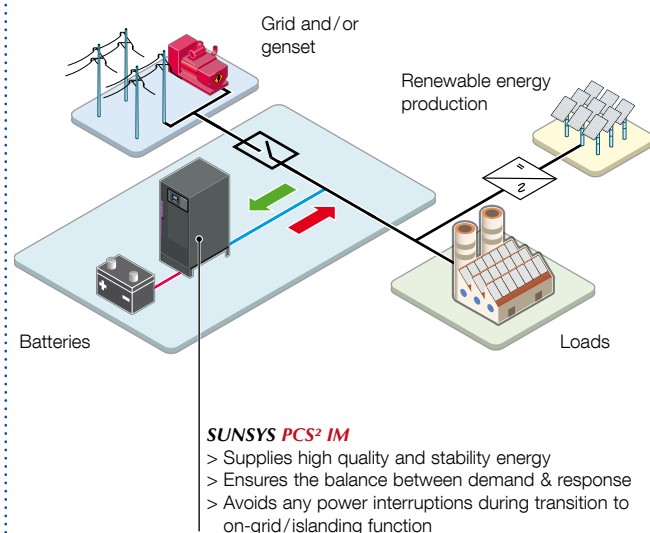 Grid and/or
genset
Renewable energy
production
Batteries
Loads
SUNSYS PCS² IM
> Supplies high quality and stability energy
> Ensures the balance between demand & response
> Avoids any power interruptions during transition to
on-grid/islanding function